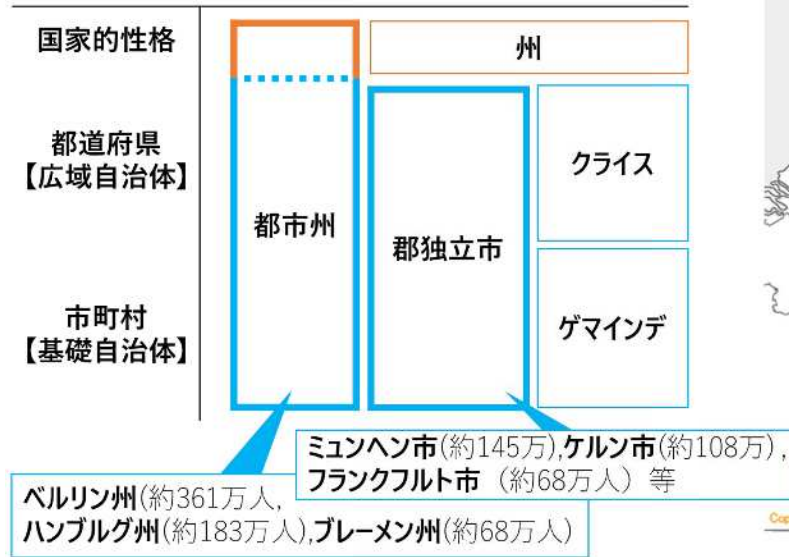 国家的性格
州
都道府県
【広域自治体】
クライス
都市州
郡独立市
市町村
【基礎自治体】
ゲマインデ
ミュンヘン市(約145万),ケルン市(約108万),
フランクフルト市 （約68万人）等
ベルリン州(約361万人,
ハンブルグ州(約183万人),ブレーメン州(約68万人)